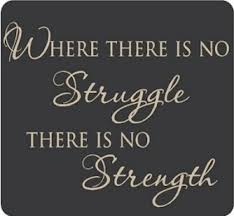 WHERE THERE IS NO
Struggle
THERE IS NO
Strength